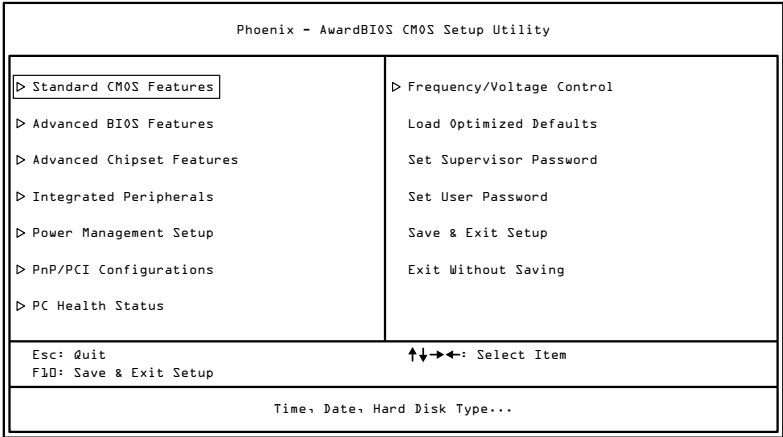 Phoenix - AwardBIOS CMOS Setup Utility
▷ Standard CMOS Features
▷ Advanced BIOS Features
▷ Advanced Chipset Features
▷ Integrated Peripherals
▷ Power Management Setup
▷ PnP/PCI Configurations
▷ PC Health Status
▷ Frequency/Voltage Control
Load Optimized Defaults
Set Supervisor Password
Set User Password
Save & Exit Setup
Exit Without Saving
Esc: Quit
F10: Save & Exit Setup
↑↓→←: Select Item
Time, Date, Hard Disk Type...